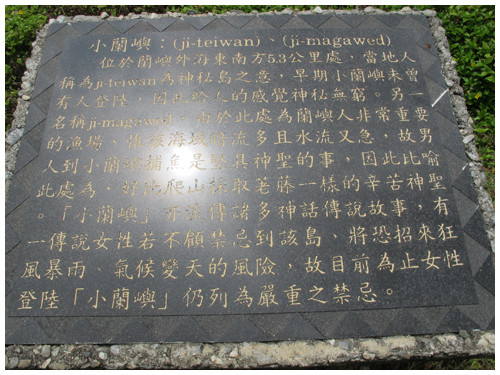 小蘭嶼：(ji-teiwan)、(ji-magawed)
位於蘭嶼外海東南方5.3公里處，當地人
稱為ji-teiwan為神私島之意，早期小蘭嶼未曾
有人登陸，因此給人的感覺神私無窮。另一
名稱ji-magawed，由於此處為蘭嶼人非常重要
的漁場，海域暗流多且水流又急，故男
人到小蘭嶼捕魚是整具神聖的事，因此比喻
此處為，好似爬山採取老藤一樣的辛苦神聖
。「小蘭嶼」亦流傳諸多神話傳說故事，有
一傳說女性若不顧禁忌到該島，將恐招來狂
風暴雨、氣候變天的風險，故目前為止女性
登陸「小蘭嶼」仍列為嚴重之禁忌。